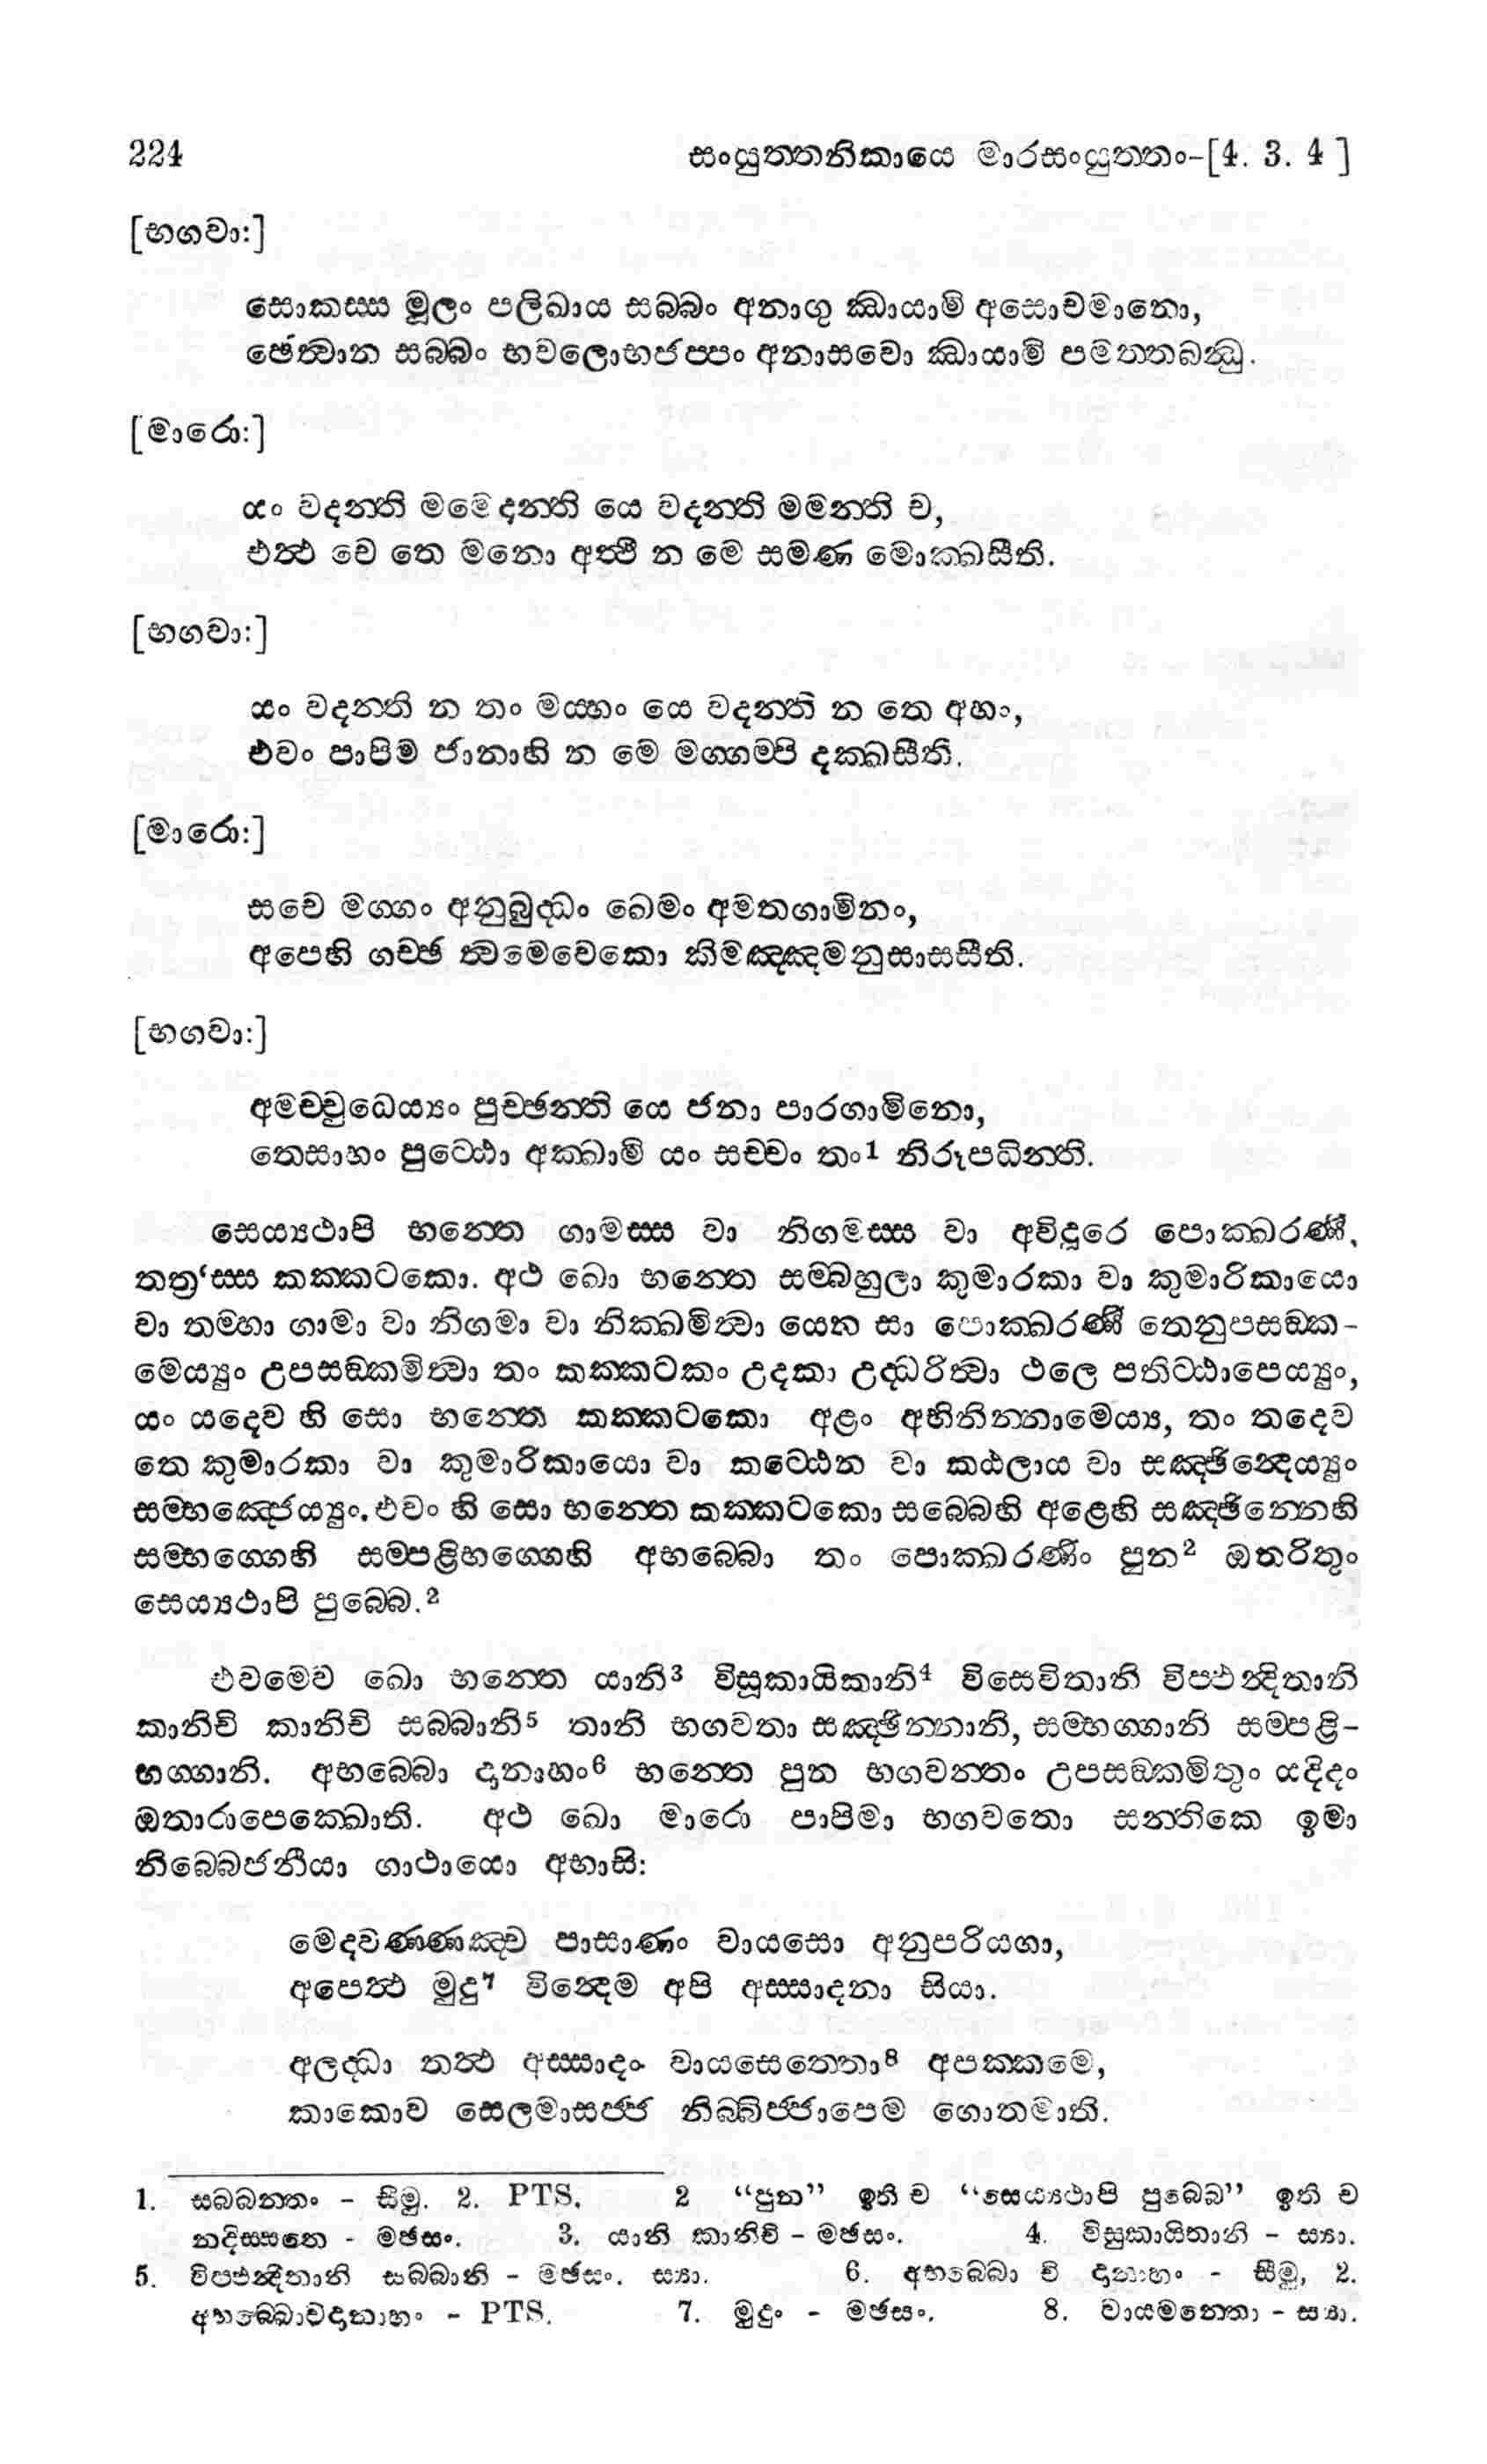 224 සංයුත්තනිකායෙ මාරසංයුත්තං-[4. 3. 4 ]
[භගවා:]
සොකස්ස මූලං පලිඛාය සබ්බං අනාගු ඣායාමි අසොචමානො,
ඡෙත්වාන සබ්බං භවලොභජප්පං අනාසවො ඣායාමි පමත්තබන්ධු.
[මාරො:]
යං වදන්ති මමෙදන්ති යෙ වදන්ති මමන්ති ච,
එත්ථ චෙ තෙ මනො අත්ථි න මෙ සමණ මොක්ඛසීති.
[භගවා:]
යං වදන්ති න තං මය්හං යෙ වදන්ති න තෙ අහං,
එවං පාපිම ජානාහි න මෙ මග්ගම්පි දක්ඛසීති.
[මාරො:]
සචෙ මග්ගං අනුබුද්ධං ඛෙමං අමතගාමිනං,
අපෙහි ගච්ඡ ත්වමෙවෙකො කිමඤ්ඤමනුසාසසීති.
[භගවා:]
අමච්චුධෙය්‍යං පුච්ඡන්ති යෙ ජනා පාරගාමිනො,
තෙසාහං පුට්ඨො අක්ඛාමි යං සච්චං තං1 නිරූපධින්ති.
සෙය්‍යථාපි භන්තෙ ගාමස්ස වා නිගමස්ස වා අවිදූරෙ පොක්ඛරණී,
තත්‍ර‘ස්ස කක්කටකො. අථ ඛො භන්තෙ සම්බහුලා කුමාරකා වා කුමාරිකායො
වා තම්හා ගාමා වා නිගමා වා නික්ඛමිත්වා යෙන සා පොක්ඛරණී තෙනුපසඞ්ක-
මෙය්‍යුං උපසඞ්කමිත්වා තං කක්කටකං උදකා උද්ධරිත්වා ථලෙ පතිට්ඨාපෙය්‍යුං,
යං යදෙව හි සො භන්තෙ කක්කටකො අළං අභිනින්නාමෙය්‍ය, තං තදෙව
තෙ කුමාරකා වා කුමාරිකායො වා කට්ඨෙන වා කඨලාය වා සඤ්ඡින්දෙය්‍යුං
සම්භඤ්ජෙය්‍යුං. එවං හි සො භන්තෙ කක්කටකො සබ්බෙහි අළෙහි සඤ්ඡින්නෙහි
සම්භග්ගෙහි සම්පළිභග්ගෙහි අභබ්බො තං පොක්ඛරණිං පුන2 ඔතරිතුං
සෙය්‍යථාපි පුබ්බෙ.2
එවමෙව ඛො භන්තෙ යානි3 විසූකායිකානි4 විසෙවිතානි විප්ඵන්දිතානි
කානිචි කානිචි සබ්බානි5 තානි භගවතා සඤ්ඡින්නානි, සම්භග්ගානි සම්පළි-
භග්ගානි. අභබ්බො දානාහං6 භන්තෙ පුන භගවන්තං උපසඞ්කමිතුං යදිදං
ඔතාරාපෙක්ඛොති. අථ ඛො මාරො පාපිමා භගවතො සන්තිකෙ ඉමා
නිබ්බෙජනීයා ගාථායො අභාසි:
මෙදවණ්ණඤ්ච පාසාණං වායසො අනුපරියගා,
අපෙත්ථ මුදු7 වින්දෙම අපි අස්සාදනා සියා.
අලද්ධා තත්ථ අස්සාදං වායසෙත්තො8 අපක්කමෙ,
කාකොව සෙලමාසජ්ජ නිබ්බිජ්ජාපෙම ගොතමාති.
1. සබ්බන්තං - සීමු. 2. PTS. 2 “පුන” ඉති ච “සෙය්‍යථාපි පුබ්බෙ” ඉති ච
නදිස්සතෙ - මඡසං. 3. යානි කානිචි - මඡසං. 4. විසුකායිතානි - ස්‍යා.
5. විප්ඵන්දිතානි සබ්බානි - මඡසං. ස්‍යා. 6. අභබ්බො චි දානාහං - සීමු, 2.
අභබ්බොවදානාහං - PTS. 7. මුදුං - මඡසං. 8. වායමන්තො - ස්‍යා.